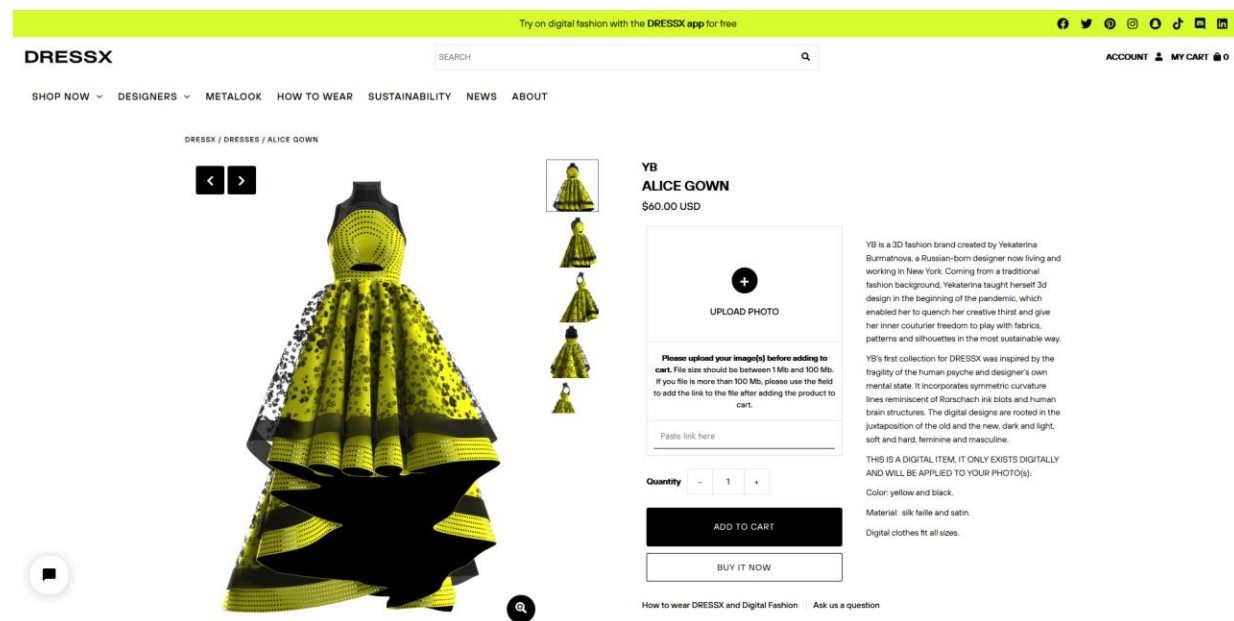 Try on digital fashion with the DRESSX app for free
DRESSX
SEARCH
ACCOUNT MY CART 0
SHOP NOW DESIGNERS METALOOK HOW TO WEAR SUSTAINABILITY NEWS ABOUT
DRESSX / DRESSES / ALICE GOWN
YB
ALICE GOWN
$60.00 USD
UPLOAD PHOTO
Please upload your image(s) before adding to
cart. File size should be between 1 Mb and 100 Mb.
If you file is more than 100 Mb, please use the field
to add the link to the file after adding the product to
cart.
Paste link here
Quantity - 1 +
ADD TO CART
BUY IT NOW
How to wear DRESSX and Digital Fashion Ask us a question
YB is a 3D fashion brand created by Yekaterina
Burmatnova, a Russian-born designer now living and
working in New York. Coming from a traditional
fashion background, Yekaterina taught herself 3d
design in the beginning of the pandemic, which
enabled her to quench her creative thirst and give
her inner couturier freedom to play with fabrics,
patterns and silhouettes in the most sustainable way.
YB's first collection for DRESSX was inspired by the
fragility of the human psyche and designer's own
mental state. It incorporates symmetric curvature
lines reminiscent of Rorschach ink blots and human
brain structures. The digital designs are rooted in the
juxtaposition of the old and the new, dark and light,
soft and hard, feminine and masculine.
THIS IS A DIGITAL ITEM, IT ONLY EXISTS DIGITALLY
AND WILL BE APPLIED TO YOUR PHOTO(s).
Color: yellow and black.
Material: silk faille and satin.
Digital clothes fit all sizes.